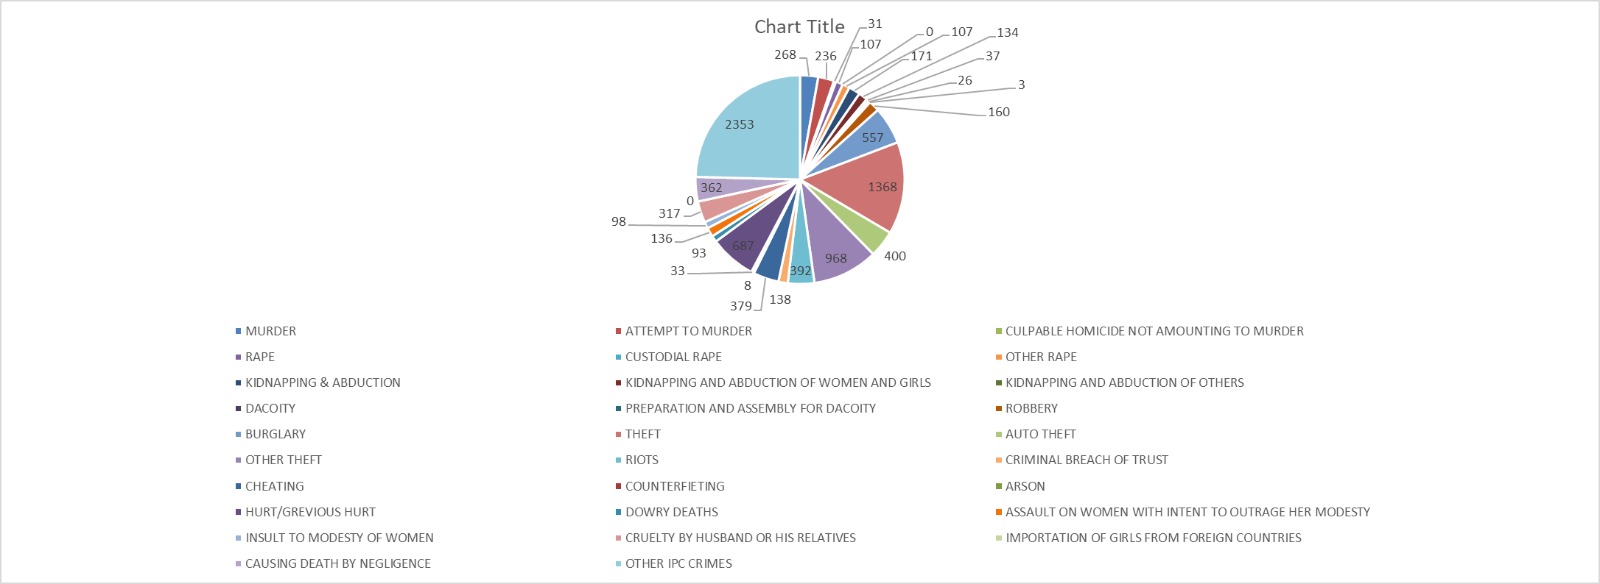 Chart Title
31
0
107
134
268
236
107
171
37
26
3
160
2353
557
362
1368
0
317
98
136
687
968
400
93
33
392
8
379
138
MURDER
ATTEMPT TO MURDER
CULPABLE HOMICIDE NOT AMOUNTING TO MURDER
RAPE
CUSTODIAL RAPE
OTHER RAPE
KIDNAPPING & ABDUCTION
KIDNAPPING AND ABDUCTION OF WOMEN AND GIRLS
KIDNAPPING AND ABDUCTION OF OTHERS
DACOITY
PREPARATION AND ASSEMBLY FOR DACOITY
ROBBERY
BURGLARY
THEFT
AUTO THEFT
OTHER THEFT
RIOTS
CRIMINAL BREACH OF TRUST
CHEATING
COUNTERFIETING
ARSON
HURT/GREVIOUS HURT
DOWRY DEATHS
ASSAULT ON WOMEN WITH INTENT TO OUTRAGE HER MODESTY
INSULT TO MODESTY OF WOMEN
CRUELTY BY HUSBAND OR HIS RELATIVES
IMPORTATION OF GIRLS FROM FOREIGN COUNTRIES
CAUSING DEATH BY NEGLIGENCE
OTHER IPC CRIMES